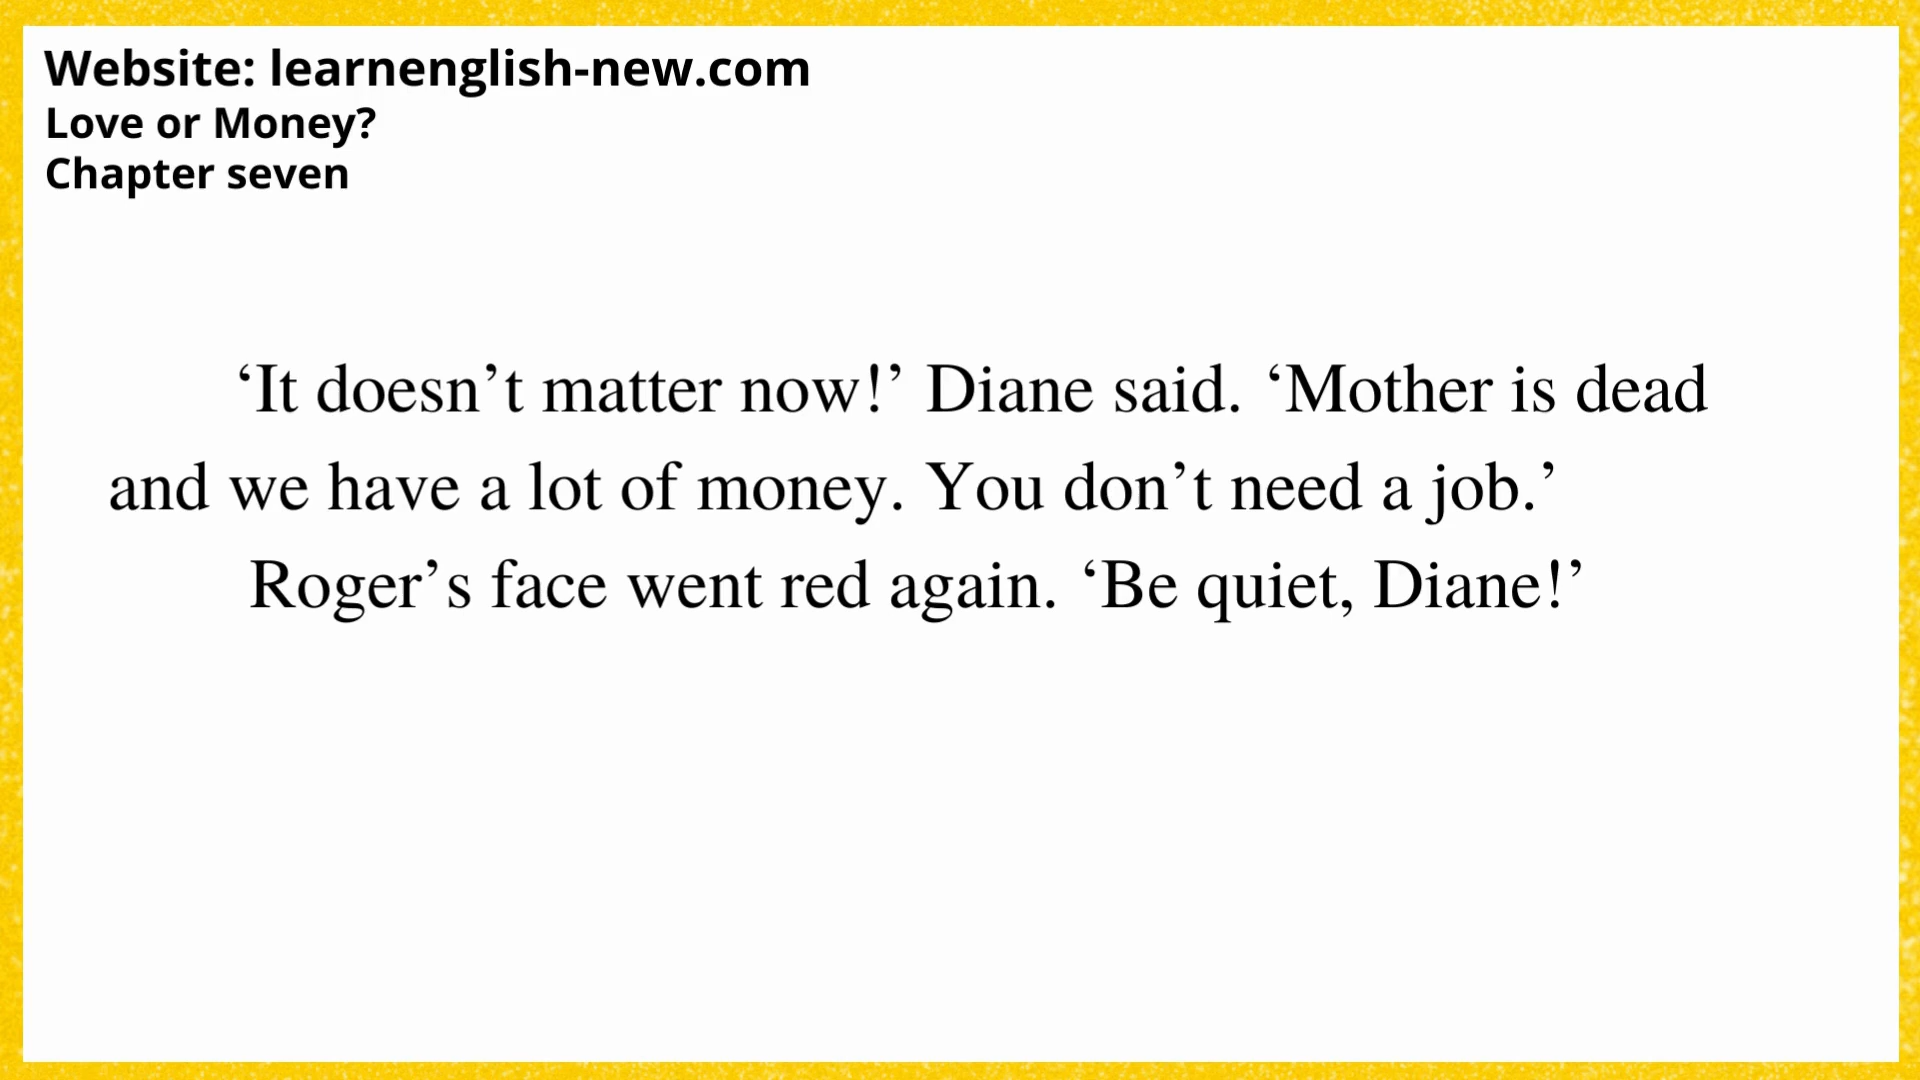 Website: learnenglish-new.com
Love or Money?
Chapter seven
‘It doesn’t matter now!’ Diane said. ‘Mother is dead
and we have a lot of money. You don’t need a job.’
Roger’s face went red again. ‘Be quiet, Diane!’